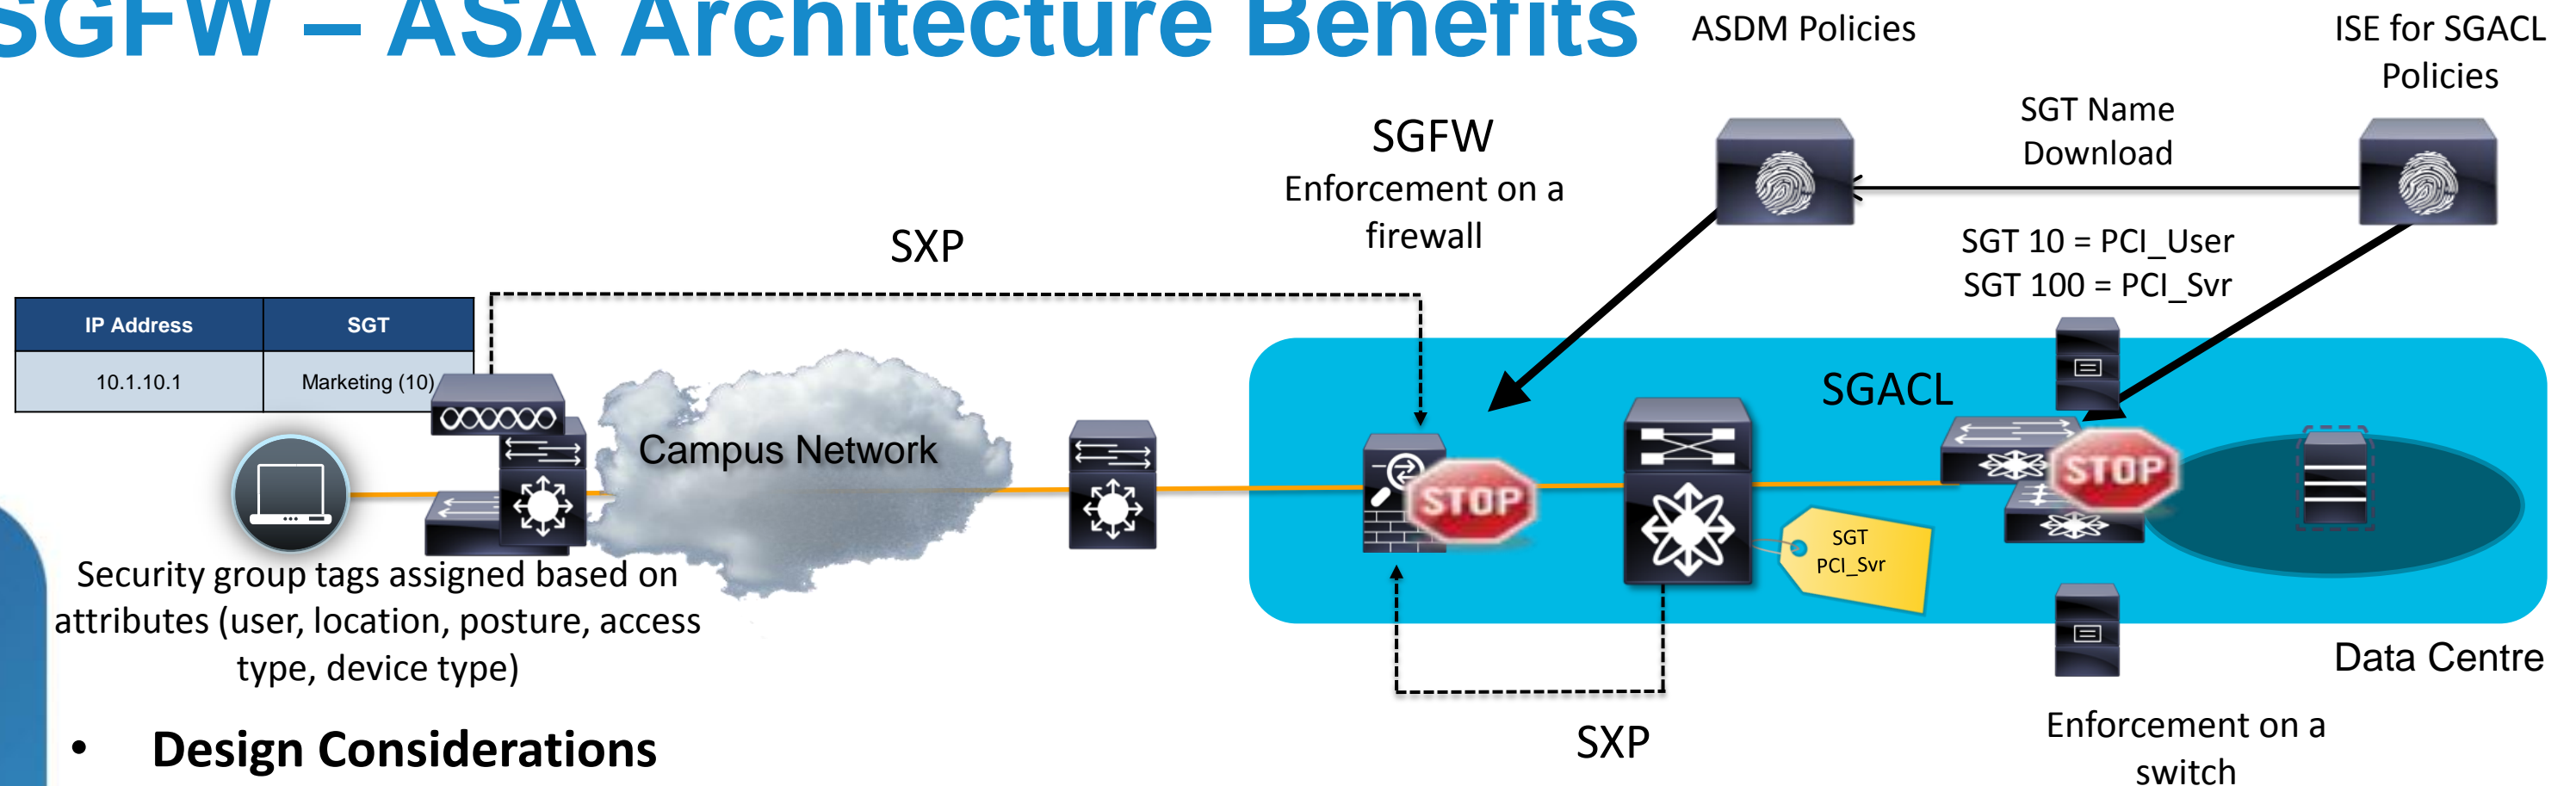 SGFW – ASA Architecture Benefits
ASDM Policies
ISE for SGACL
Policies
SGT Name
Download
SGFW
Enforcement on a
firewall
SXP
SGT 10 = PCI_User
SGT 100 = PCI_Svr
IP Address SGT
10.1.10.1 Marketing (10)
SGACL
Campus Network
STOP
STOP
SGT
PCI_Svr
Security group tags assigned based on
attributes (user, location, posture, access
type, device type)
Data Centre
SXP
Enforcement on a
switch
• Design Considerations